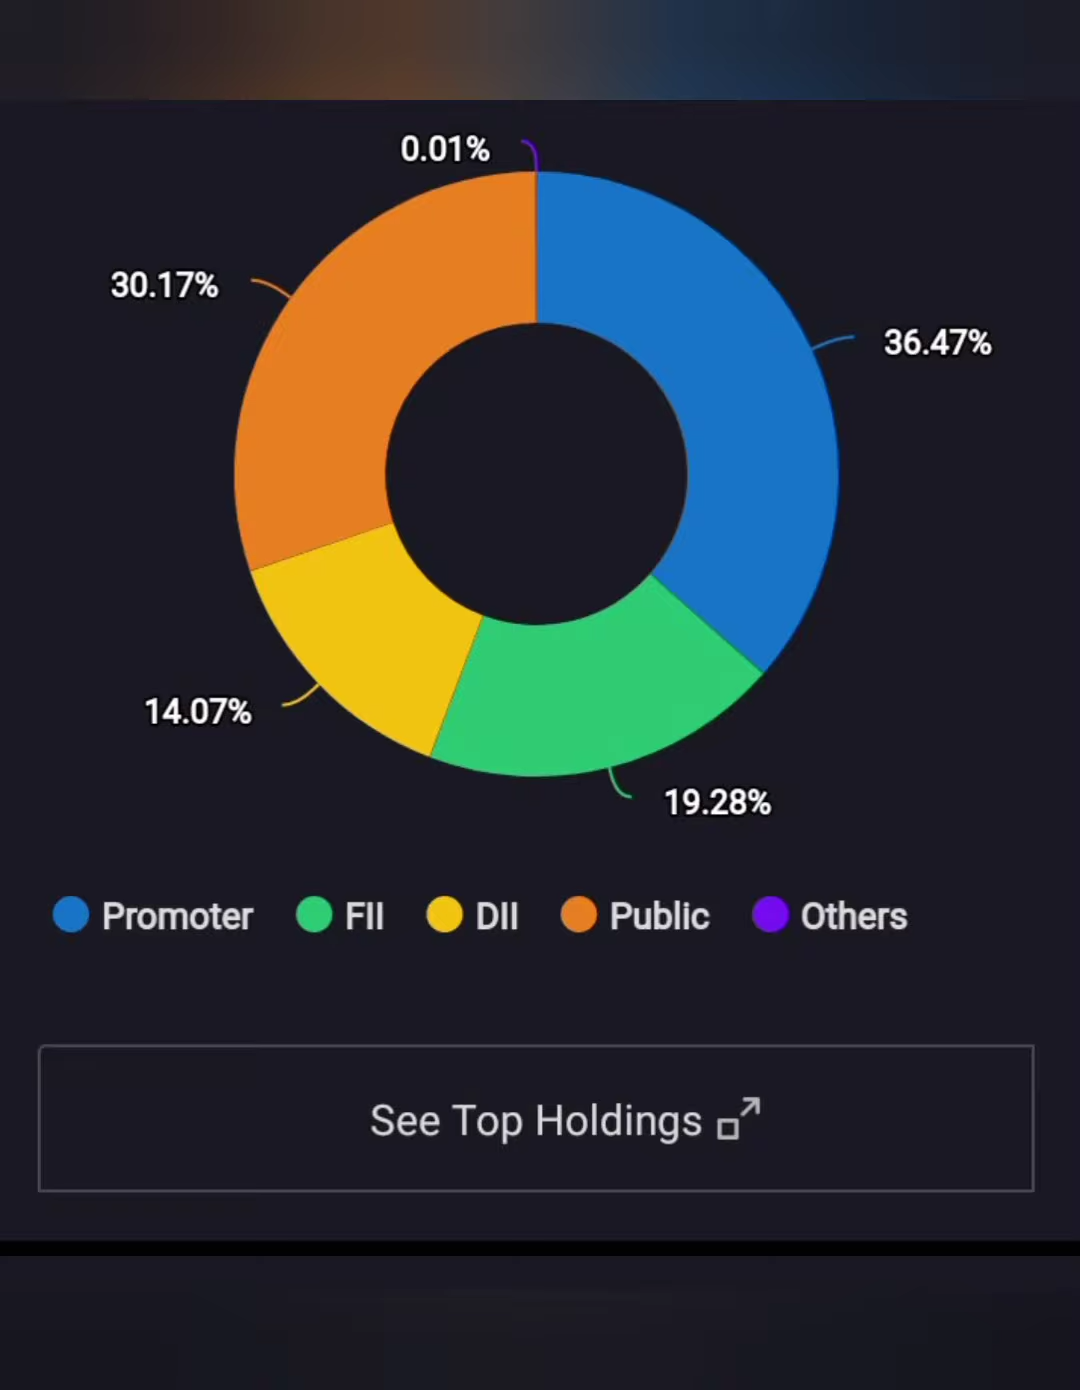 0.01%
30.17%
36.47%
14.07%
19.28%
Promoter FII DII Public Others
See Top Holdings